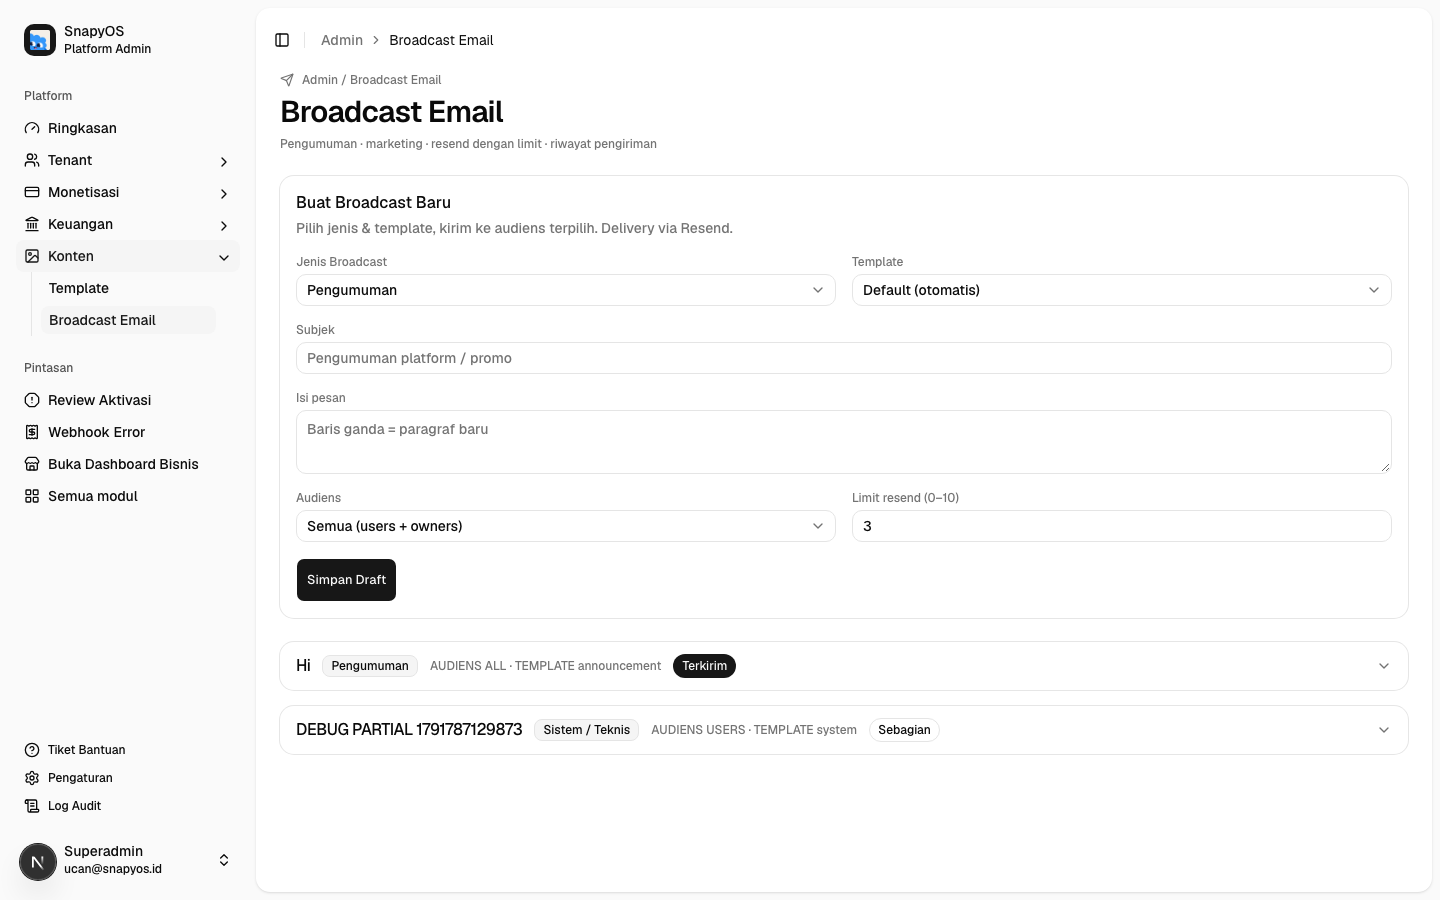 SnapyOS
Platform Admin
Platform
Ringkasan
Tenant
Monetisasi
Keuangan
Konten
Template
Broadcast Email
Pintasan
Review Aktivasi
Webhook Error
Buka Dashboard Bisnis
Semua modul
Tiket Bantuan
Pengaturan
Log Audit
N
Superadmin
ucan@snapyos.id
Admin > Broadcast Email
Admin / Broadcast Email
Broadcast Email
Pengumuman · marketing · resend dengan limit · riwayat pengiriman
Buat Broadcast Baru
Pilih jenis & template, kirim ke audiens terpilih. Delivery via Resend.
Jenis Broadcast
Pengumuman
Template
Default (otomatis)
Subjek
Pengumuman platform / promo
Isi pesan
Baris ganda = paragraf baru
Audiens
Semua (users + owners)
Limit resend (0–10)
3
Simpan Draft
Hi Pengumuman AUDIENS ALL · TEMPLATE announcement Terkirim
DEBUG PARTIAL 1791787129873 Sistem / Teknis AUDIENS USERS · TEMPLATE system Sebagian